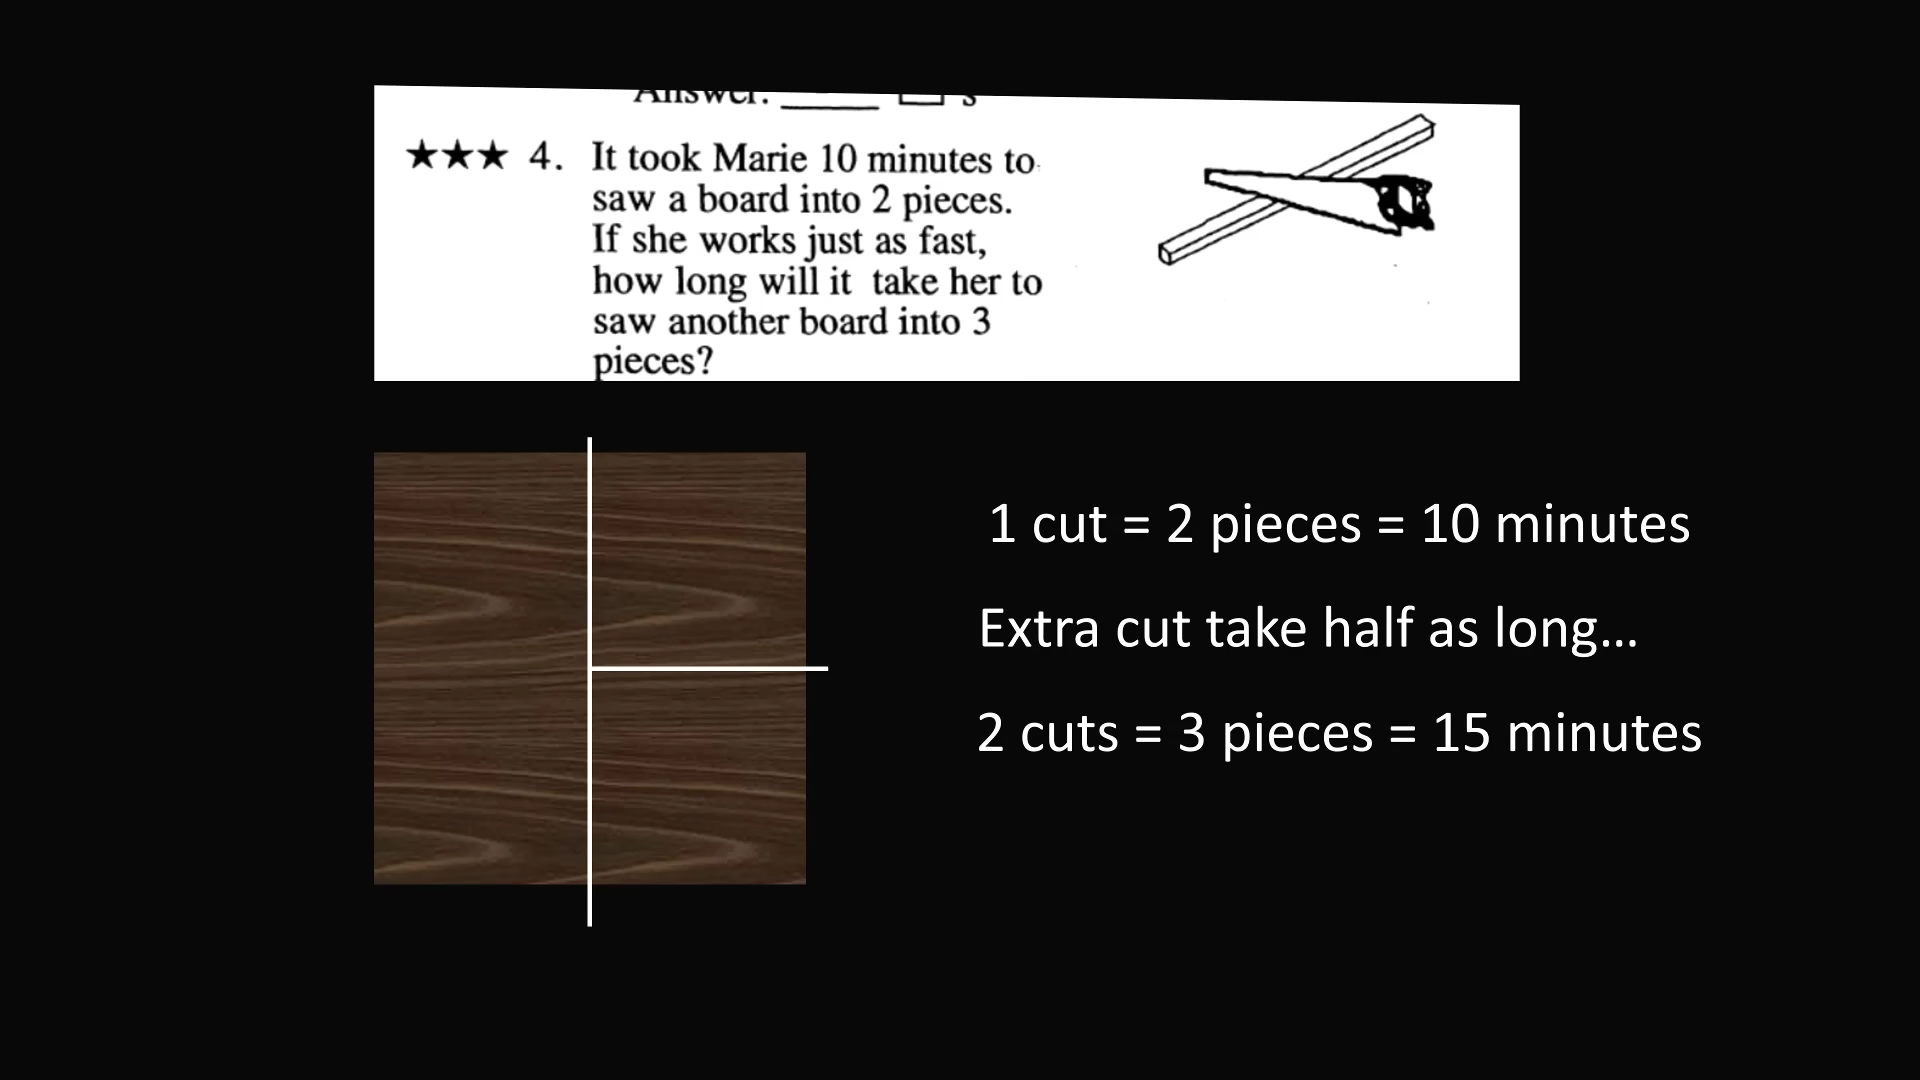 Answer: _____ □ s
★★★ 4. It took Marie 10 minutes to
saw a board into 2 pieces.
If she works just as fast,
how long will it take her to
saw another board into 3
pieces?
1 cut = 2 pieces = 10 minutes
Extra cut take half as long...
2 cuts = 3 pieces = 15 minutes